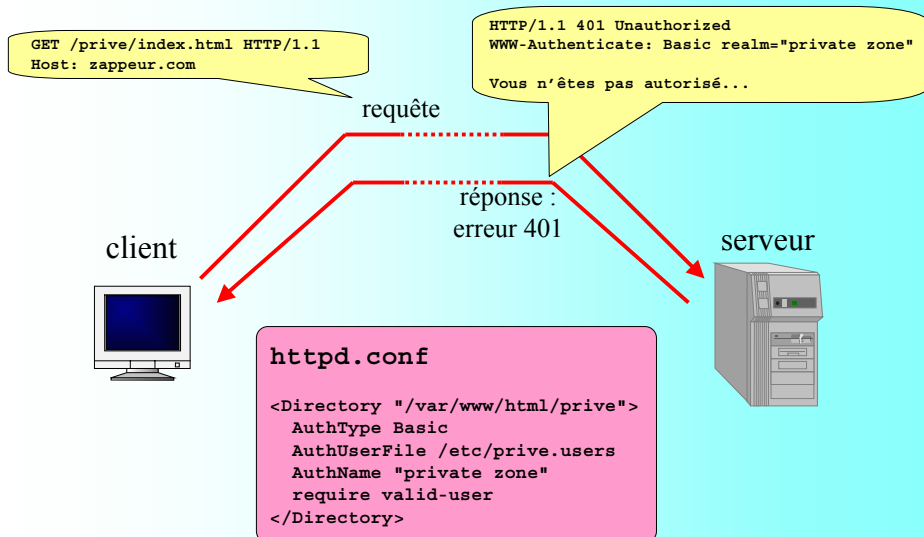 GET /prive/index.html HTTP/1.1
Host: zappeur.com
HTTP/1.1 401 Unauthorized
WWW-Authenticate: Basic realm="private zone"
Vous n’êtes pas autorisé...
requête
réponse :
erreur 401
client
serveur
httpd.conf
<Directory "/var/www/html/prive">
AuthType Basic
AuthUserFile /etc/prive.users
AuthName "private zone"
require valid-user
</Directory>